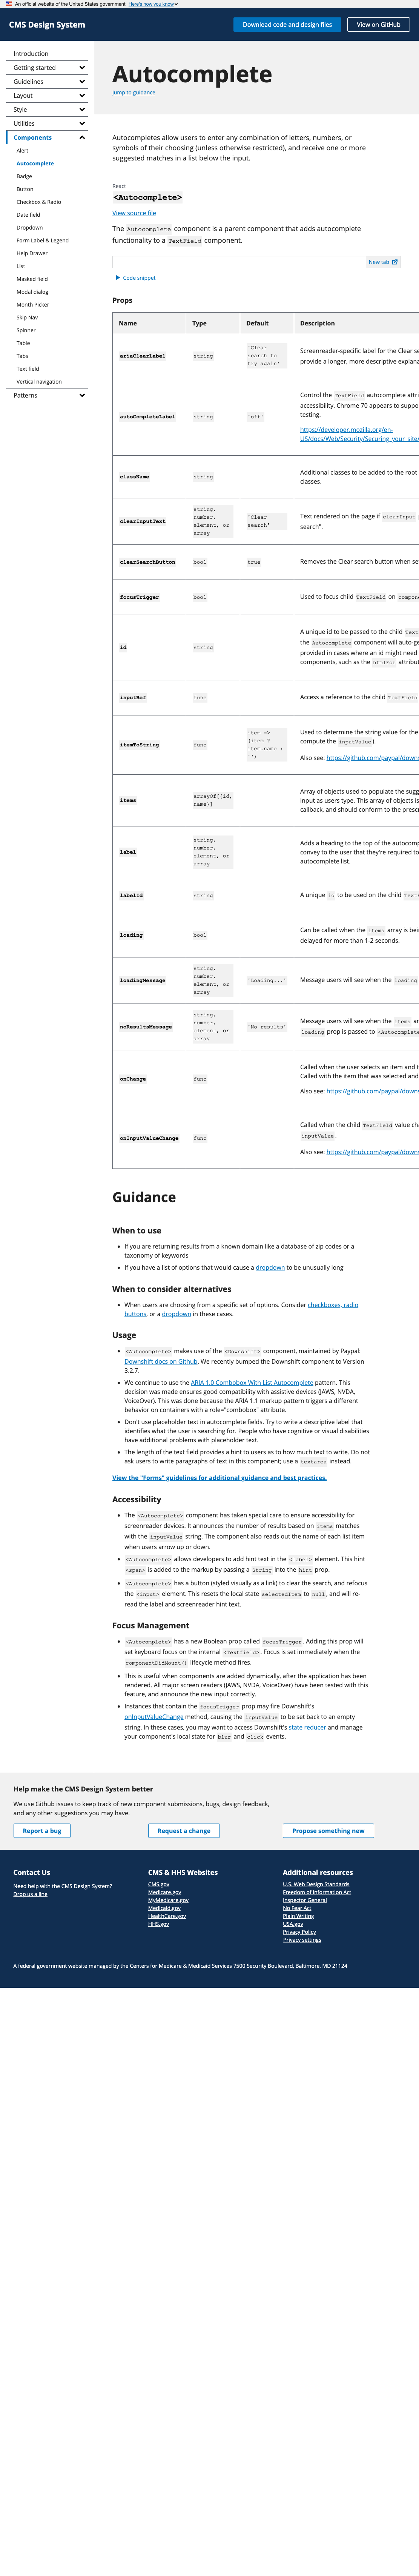 An official website of the United States government Here's how you know
CMS Design System
Download code and design files
View on GitHub
Introduction
Getting started
Guidelines
Layout
Style
Utilities
Components
Alert
Autocomplete
Badge
Button
Checkbox & Radio
Date field
Dropdown
Form Label & Legend
Help Drawer
List
Masked field
Modal dialog
Month Picker
Skip Nav
Spinner
Table
Tabs
Text field
Vertical navigation
Patterns
Autocomplete
Jump to guidance
Autocompletes allow users to enter any combination of letters, numbers, or
symbols of their choosing (unless otherwise restricted), and receive one or more
suggested matches in a list below the input.
React
<Autocomplete>
View source file
The Autocomplete component is a parent component that adds autocomplete
functionality to a TextField component.
New tab
Code snippet
Props
Name Type Default Description
ariaClearLabel
string
'Clear
search to
try again'
Screenreader-specific label for the Clear se
provide a longer, more descriptive explana
autoCompleteLabel
string
'off'
Control the TextField autocomplete attri
accessibility. Chrome 70 appears to suppo
testing.
https://developer.mozilla.org/en-
US/docs/Web/Security/Securing_your_site/
className
string
Additional classes to be added to the root
classes.
clearInputText
string,
number,
element, or
array
'Clear
search'
Text rendered on the page if clearInput
search".
clearSearchButton
bool
true
Removes the Clear search button when se
focusTrigger
bool
Used to focus child TextField on compone
id
string
A unique id to be passed to the child Text
the Autocomplete component will auto-ge
provided in cases where an id might need
components, such as the htmlFor attribut
inputRef
func
Access a reference to the child TextField
itemToString
func
item =>
(item ?
item.name :
'')
Used to determine the string value for the
compute the inputValue).
Also see: https://github.com/paypal/downs
items
arrayOf[{id,
name}]
Array of objects used to populate the sugg
input as users type. This array of objects is
callback, and should conform to the presc
label
string,
number,
element, or
array
Adds a heading to the top of the autocomp
convey to the user that they're required to
autocomplete list.
labelId
string
A unique id to be used on the child TextF
loading
bool
Can be called when the items array is bein
delayed for more than 1-2 seconds.
loadingMessage
string,
number,
element, or
array
'Loading...'
Message users will see when the loading
noResultsMessage
string,
number,
element, or
array
'No results'
Message users will see when the items ar
loading prop is passed to <Autocomplete
onChange
func
Called when the user selects an item and t
Called with the item that was selected and
Also see: https://github.com/paypal/downs
onInputValueChange
func
Called when the child TextField value cha
inputValue.
Also see: https://github.com/paypal/downs
Guidance
When to use
If you are returning results from a known domain like a database of zip codes or a
taxonomy of keywords
If you have a list of options that would cause a dropdown to be unusually long
When to consider alternatives
When users are choosing from a specific set of options. Consider checkboxes, radio
buttons, or a dropdown in these cases.
Usage
<Autocomplete> makes use of the <Downshift> component, maintained by Paypal:
Downshift docs on Github. We recently bumped the Downshift component to Version
3.2.7.
We continue to use the ARIA 1.0 Combobox With List Autocomplete pattern. This
decision was made ensures good compatibility with assistive devices (JAWS, NVDA,
VoiceOver). This was done because the ARIA 1.1 markup pattern triggers a different
behavior on containers with a role="combobox" attribute.
Don't use placeholder text in autocomplete fields. Try to write a descriptive label that
identifies what the user is searching for. People who have cognitive or visual disabilities
have additional problems with placeholder text.
The length of the text field provides a hint to users as to how much text to write. Do not
ask users to write paragraphs of text in this component; use a textarea instead.
View the "Forms" guidelines for additional guidance and best practices.
Accessibility
The <Autocomplete> component has taken special care to ensure accessibility for
screenreader devices. It announces the number of results based on items matches
with the inputValue string. The component also reads out the name of each list item
when users arrow up or down.
<Autocomplete> allows developers to add hint text in the <label> element. This hint
<span> is added to the markup by passing a String into the hint prop.
<Autocomplete> has a button (styled visually as a link) to clear the search, and refocus
the <input> element. This resets the local state selectedItem to null, and will re-
read the label and screenreader hint text.
Focus Management
<Autocomplete> has a new Boolean prop called focusTrigger. Adding this prop will
set keyboard focus on the internal <Textfield>. Focus is set immediately when the
componentDidMount() lifecycle method fires.
This is useful when components are added dynamically, after the application has been
rendered. All major screen readers (JAWS, NVDA, VoiceOver) have been tested with this
feature, and announce the new input correctly.
Instances that contain the focusTrigger prop may fire Downshift's
onInputValueChange method, causing the inputValue to be set back to an empty
string. In these cases, you may want to access Downshift's state reducer and manage
your component's local state for blur and click events.
Help make the CMS Design System better
We use Github issues to keep track of new component submissions, bugs, design feedback,
and any other suggestions you may have.
Report a bug
Request a change
Propose something new
Contact Us
Need help with the CMS Design System?
Drop us a line
CMS & HHS Websites
CMS.gov
Medicare.gov
MyMedicare.gov
Medicaid.gov
HealthCare.gov
HHS.gov
Additional resources
U.S. Web Design Standards
Freedom of Information Act
Inspector General
No Fear Act
Plain Writing
USA.gov
Privacy Policy
Privacy settings
A federal government website managed by the Centers for Medicare & Medicaid Services 7500 Security Boulevard, Baltimore, MD 21124